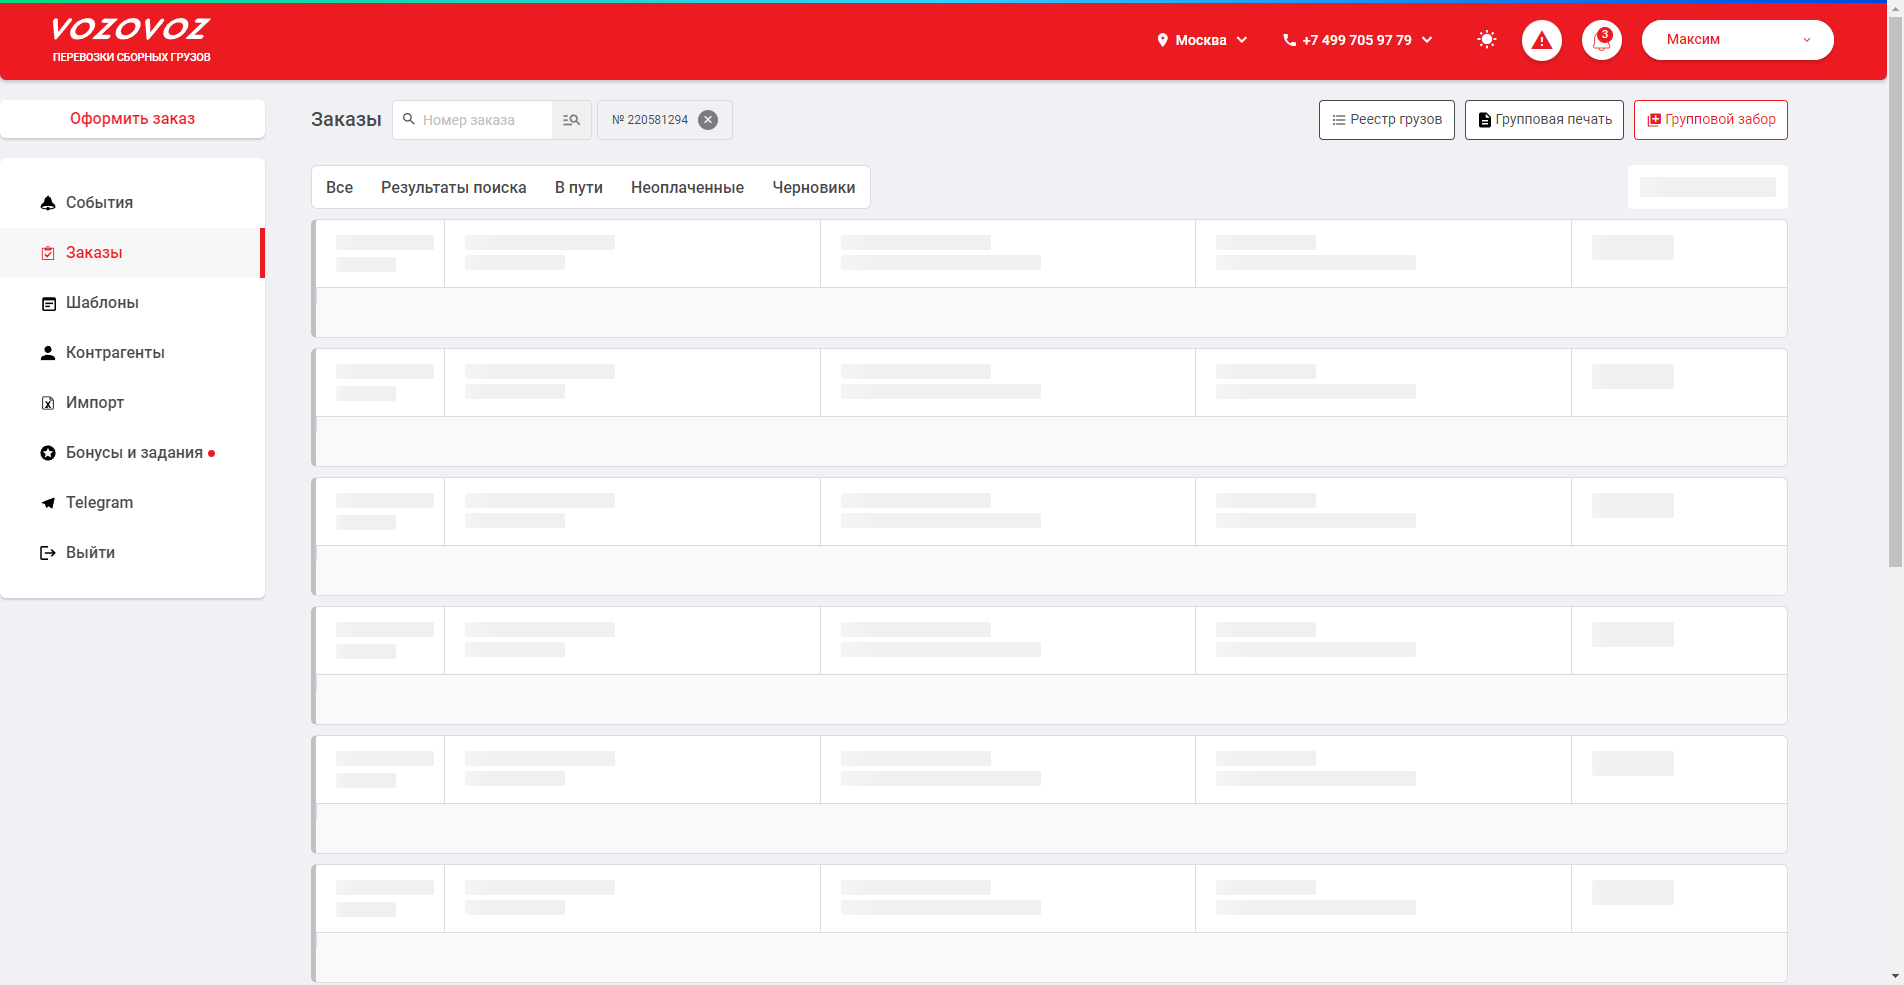 VOZOVOZ
ПЕРЕВОЗКИ СБОРНЫХ ГРУЗОВ
Москва
+7 499 705 97 79
3
Максим
Оформить заказ
Заказы
Номер заказа
№ 220581294
Реестр грузов
Групповая печать
Групповой забор
Все
Результаты поиска
В пути
Неоплаченные
Черновики
События
Заказы
Шаблоны
Контрагенты
Импорт
Бонусы и задания
Telegram
Выйти